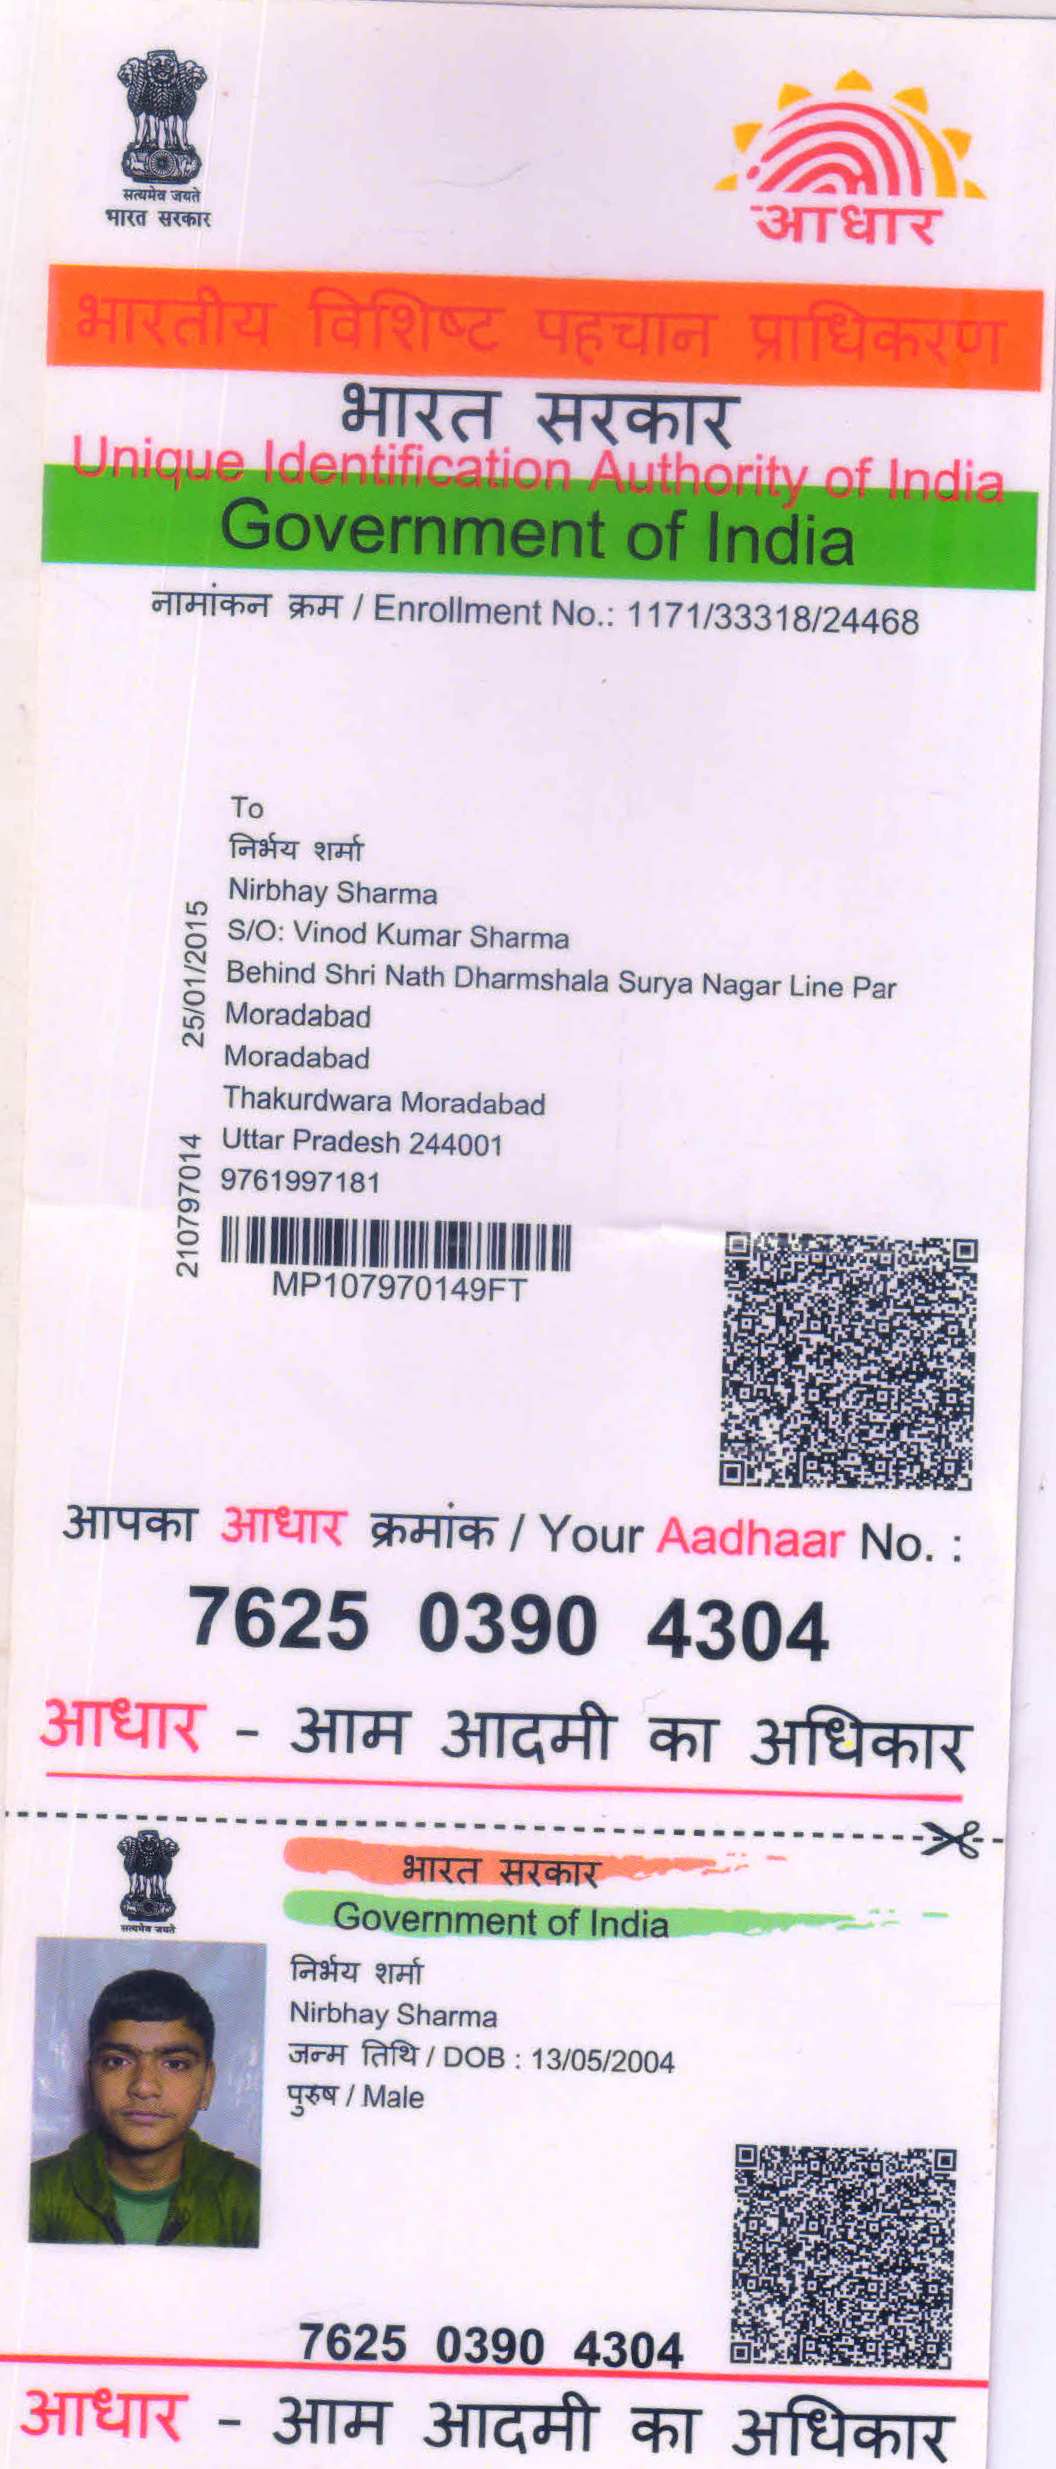 सत्यमेव जयते
भारत सरकार
आधार
भारतीय विशिष्ट पहचान प्राधिकरण
भारत सरकार
Unique Identification Authority of India
Government of India
नामांकन क्रम / Enrollment No.: 1171/33318/24468
To
निर्भय शर्मा
Nirbhay Sharma
S/O: Vinod Kumar Sharma
Behind Shri Nath Dharmshala Surya Nagar Line Par
Moradabad
Moradabad
Thakurdwara Moradabad
Uttar Pradesh 244001
9761997181
25/01/2015
210797014
MP107970149FT
आपका आधार क्रमांक / Your Aadhaar No. :
7625 0390 4304
आधार - आम आदमी का अधिकार
सत्यमेव जयते
भारत सरकार
Government of India
निर्भय शर्मा
Nirbhay Sharma
जन्म तिथि / DOB : 13/05/2004
पुरुष / Male
7625 0390 4304
आधार - आम आदमी का अधिकार